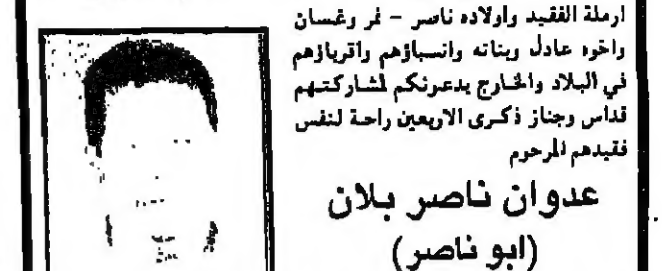 ارملة الفقيد واولاده ناصر - نمر وغسان
واخوه عادل وبناته وانسباؤهم واقرباؤهم
في البلاد والخارج يدعونكم لمشاركتهم
قداس وجناز ذكرى الاربعين راحة لنفس
فقيدهم المرحوم
عدوان ناصر بلان
(ابو ناصر)